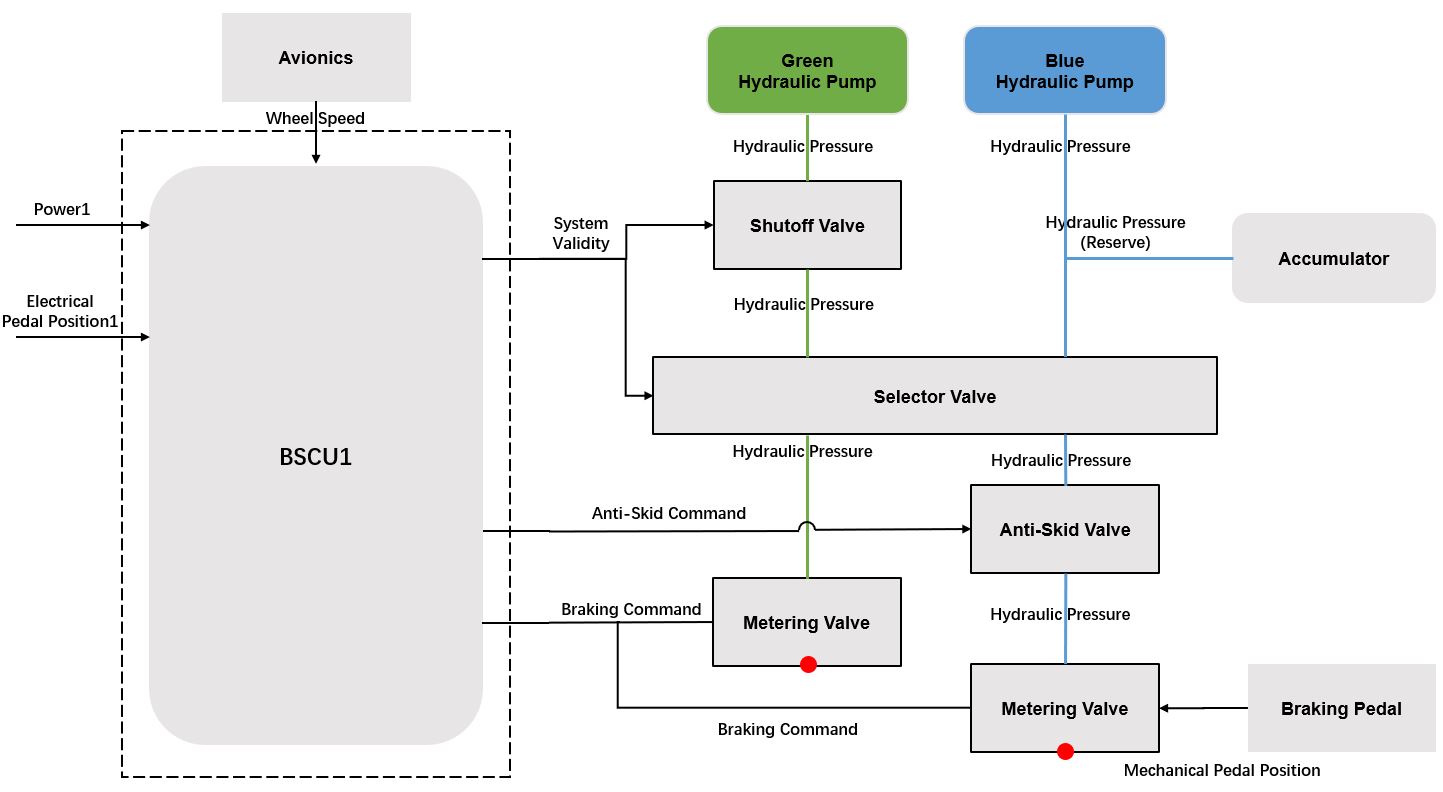 Avionics
Green
Hydraulic Pump
Blue
Hydraulic Pump
Wheel Speed
Hydraulic Pressure
Hydraulic Pressure
Power1
System
Validity
Shutoff Valve
Hydraulic Pressure
(Reserve)
Accumulator
Electrical
Pedal Position1
Hydraulic Pressure
Selector Valve
BSCU1
Hydraulic Pressure
Hydraulic Pressure
Anti-Skid Command
Anti-Skid Valve
Braking Command
Metering Valve
Hydraulic Pressure
Metering Valve
Braking Pedal
Braking Command
Mechanical Pedal Position